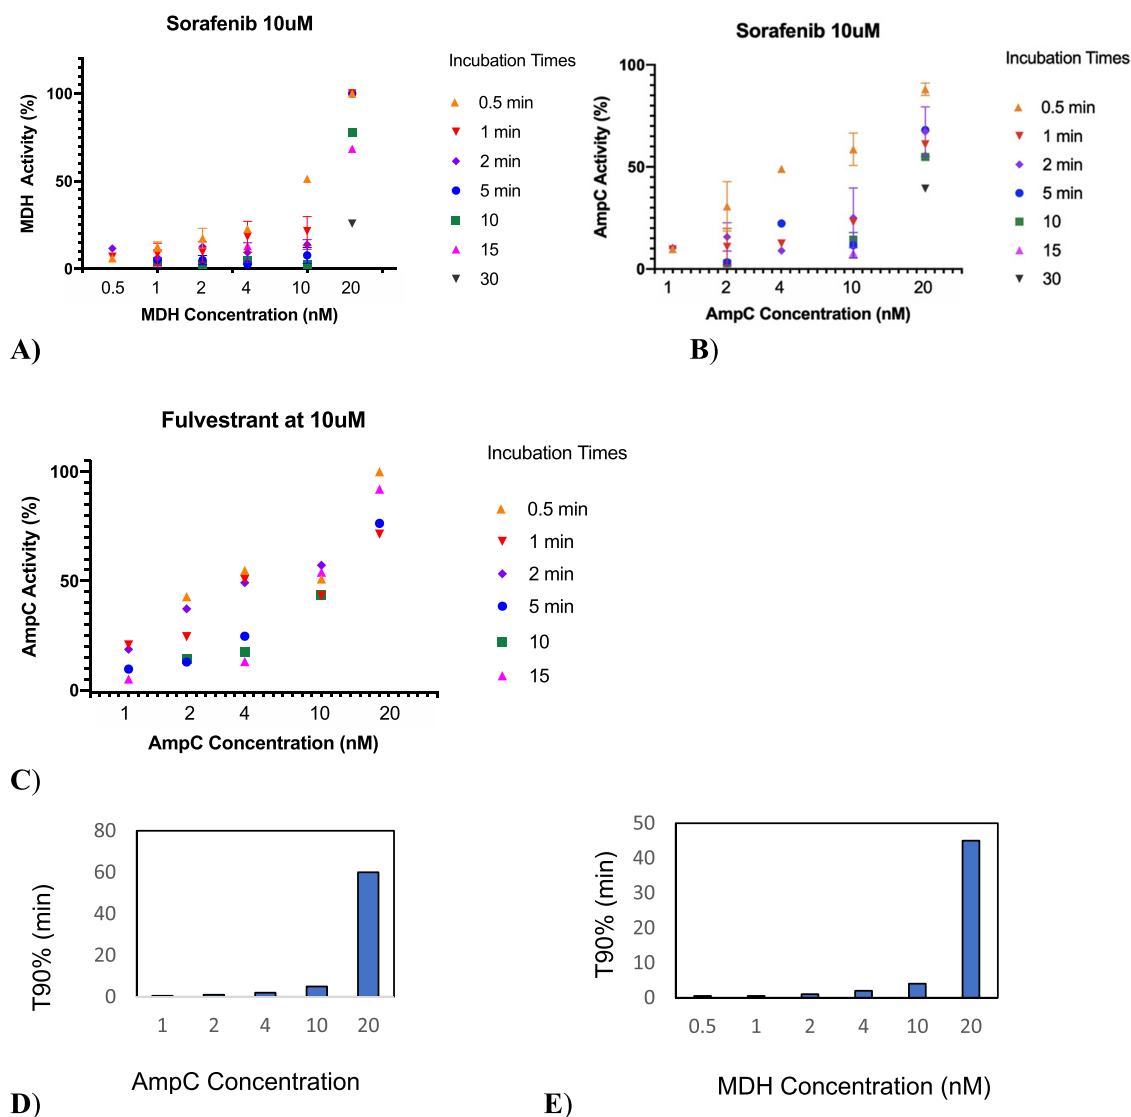 Sorafenib 10uM
MDH Activity (%)
100
50
0
0.5 1 2 4 10 20
MDH Concentration (nM)
Incubation Times
0.5 min
1 min
2 min
5 min
10
15
30
A)
Sorafenib 10uM
AmpC Activity (%)
100
50
0
1 2 4 10 20
AmpC Concentration (nM)
Incubation Times
0.5 min
1 min
2 min
5 min
10
15
30
B)
Fulvestrant at 10uM
AmpC Activity (%)
100
50
0
1 2 4 10 20
AmpC Concentration (nM)
Incubation Times
0.5 min
1 min
2 min
5 min
10
15
C)
T90% (min)
80
60
40
20
0
1 2 4 10 20
AmpC Concentration
D)
T90% (min)
50
40
30
20
10
0
0.5 1 2 4 10 20
MDH Concentration (nM)
E)